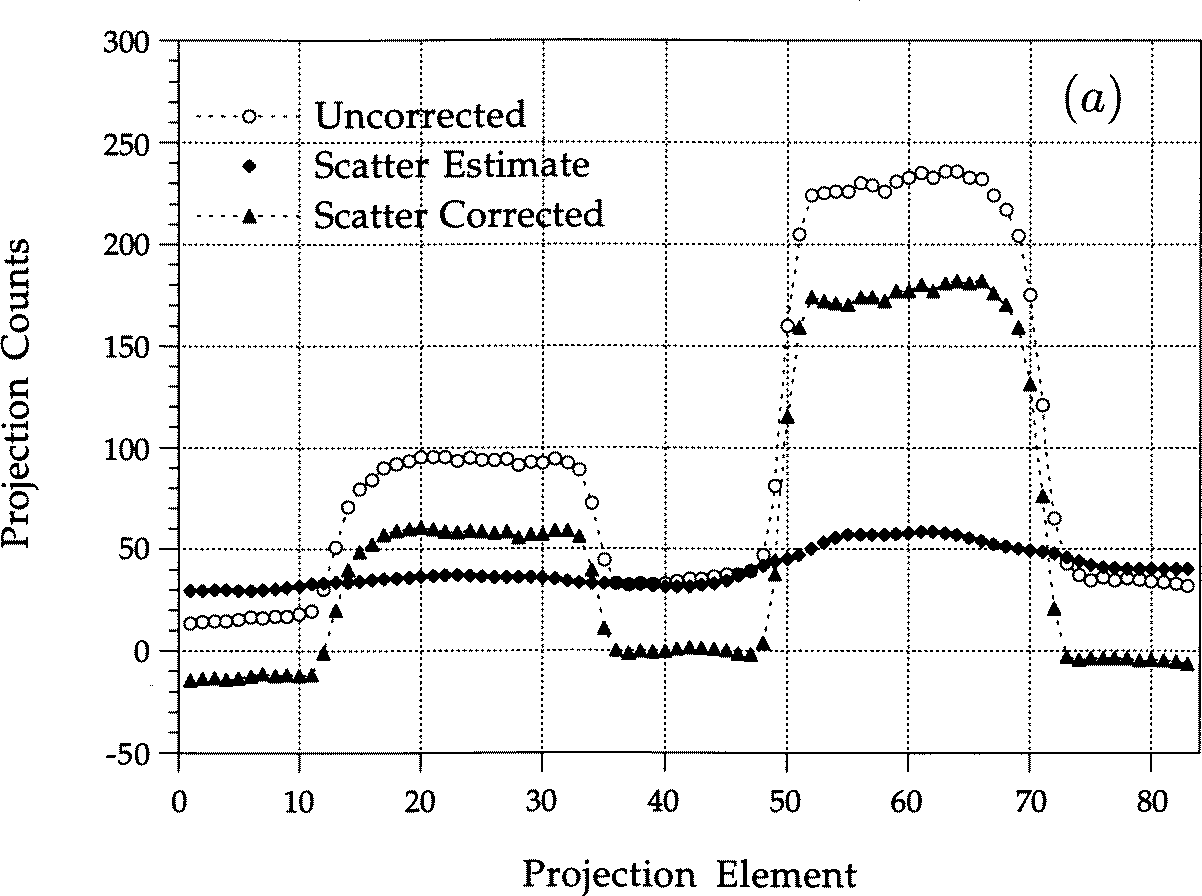 300
(a)
Uncorrected
250
Scatter Estimate
Scatter Corrected
200
150
100
50
0
-50
Projection Counts
0 10 20 30 40 50 60 70 80
Projection Element